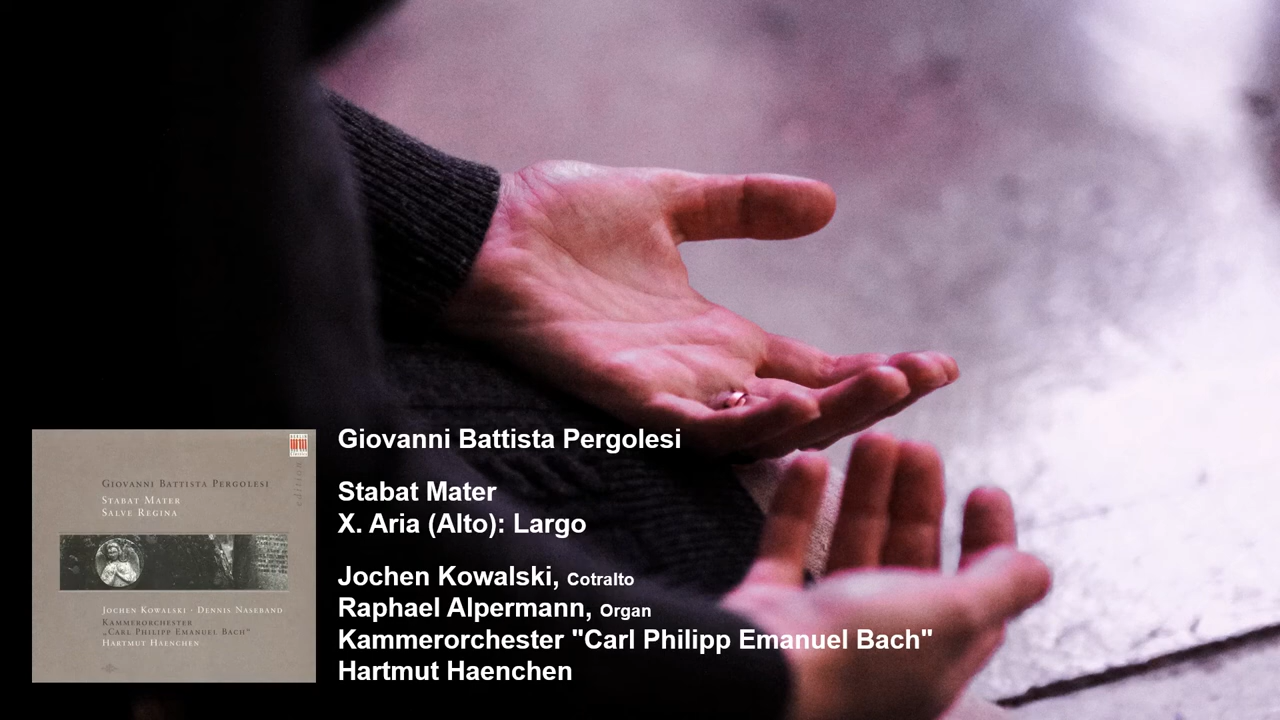 Giovanni Battista Pergolesi
Stabat Mater
X. Aria (Alto): Largo
Jochen Kowalski, Cotralto
Raphael Alpermann, Organ
Kammerorchester "Carl Philipp Emanuel Bach"
Hartmut Haenchen
BERLIN
edition
GIOVANNI BATTISTA PERGOLESI
STABAT MATER
SALVE REGINA
JOCHEN KOWALSKI · DENNIS NASEBAND
KAMMERORCHESTER
„CARL PHILIPP EMANUEL BACH“
HARTMUT HAENCHEN